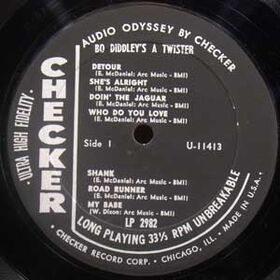 AUDIO ODYSSEY BY CHECKER
BO DIDDLEY'S A TWISTER
DETOUR
(E. McDaniel: Arc Music - BMI)
SHE'S ALRIGHT
(E. McDaniel: Arc Music - BMI)
DOIN' THE JAGUAR
(E. McDaniel: Arc Music - BMI)
WHO DO YOU LOVE
(E. McDaniel: Arc Music - BMI)
CHECKER
ULTRA HIGH FIDELITY
Side 1
U-11413
SHANK
(E. McDaniel: Arc Music - BMI)
ROAD RUNNER
(E. McDaniel: Arc Music - BMI)
MY BABE
(W. Dixon: Arc Music - BMI)
LP 2982
LONG PLAYING 33⅓ RPM UNBREAKABLE
CHECKER RECORD CORP. - CHICAGO, ILL. - MADE IN U.S.A.